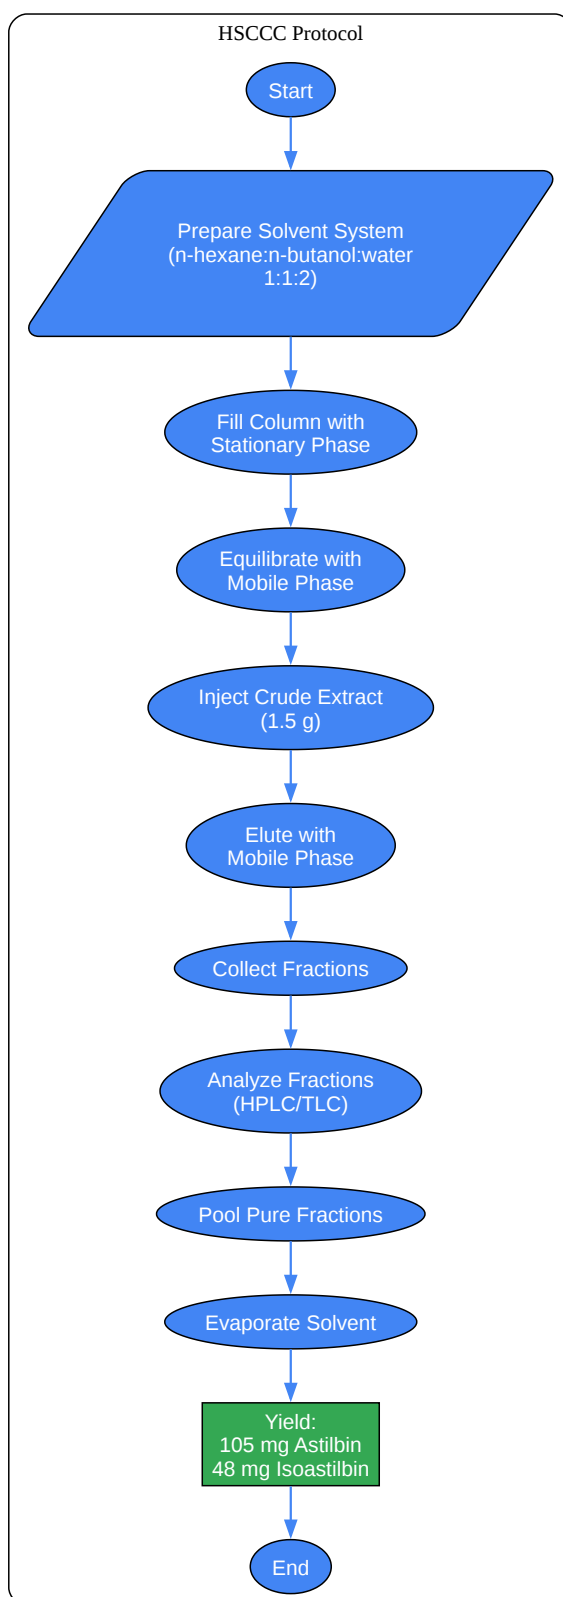 HSCCC Protocol
Start
Prepare Solvent System
(n-hexane:n-butanol:water
1:1:2)
Fill Column with
Stationary Phase
Equilibrate with
Mobile Phase
Inject Crude Extract
(1.5 g)
Elute with
Mobile Phase
Collect Fractions
Analyze Fractions
(HPLC/TLC)
Pool Pure Fractions
Evaporate Solvent
Yield:
105 mg Astilbin
48 mg Isoastilbin
End